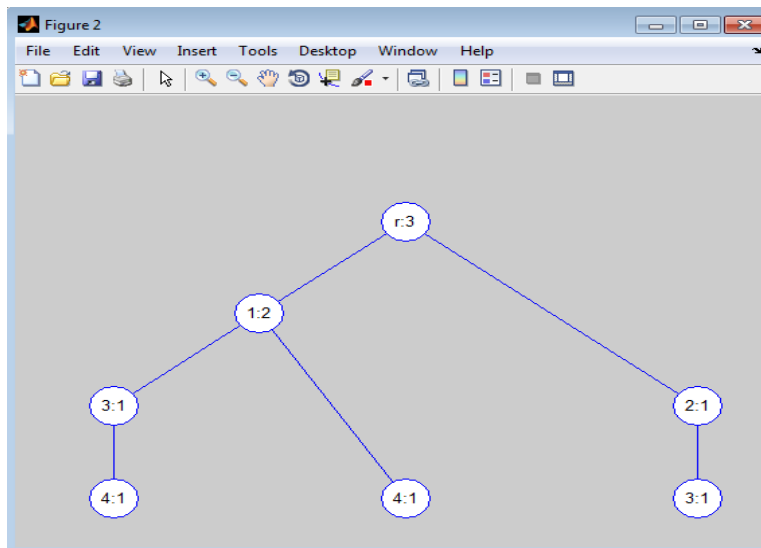 Figure 2
File Edit View Insert Tools Desktop Window Help
r:3
1:2
3:1 2:1
4:1 4:1 3:1